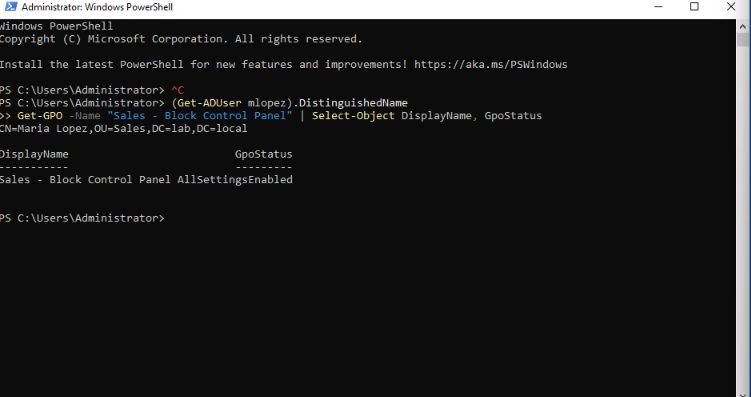 Administrator: Windows PowerShell
Windows PowerShell
Copyright (C) Microsoft Corporation. All rights reserved.
Install the latest PowerShell for new features and improvements! https://aka.ms/PSWindows
PS C:\Users\Administrator> ^C
PS C:\Users\Administrator> (Get-ADUser mlopez).DistinguishedName
>> Get-GPO -Name "Sales - Block Control Panel" | Select-Object DisplayName, GpoStatus
CN=Maria Lopez,OU=Sales,DC=lab,DC=local
DisplayName                          GpoStatus
-----------                          ---------
Sales - Block Control Panel AllSettingsEnabled
PS C:\Users\Administrator>